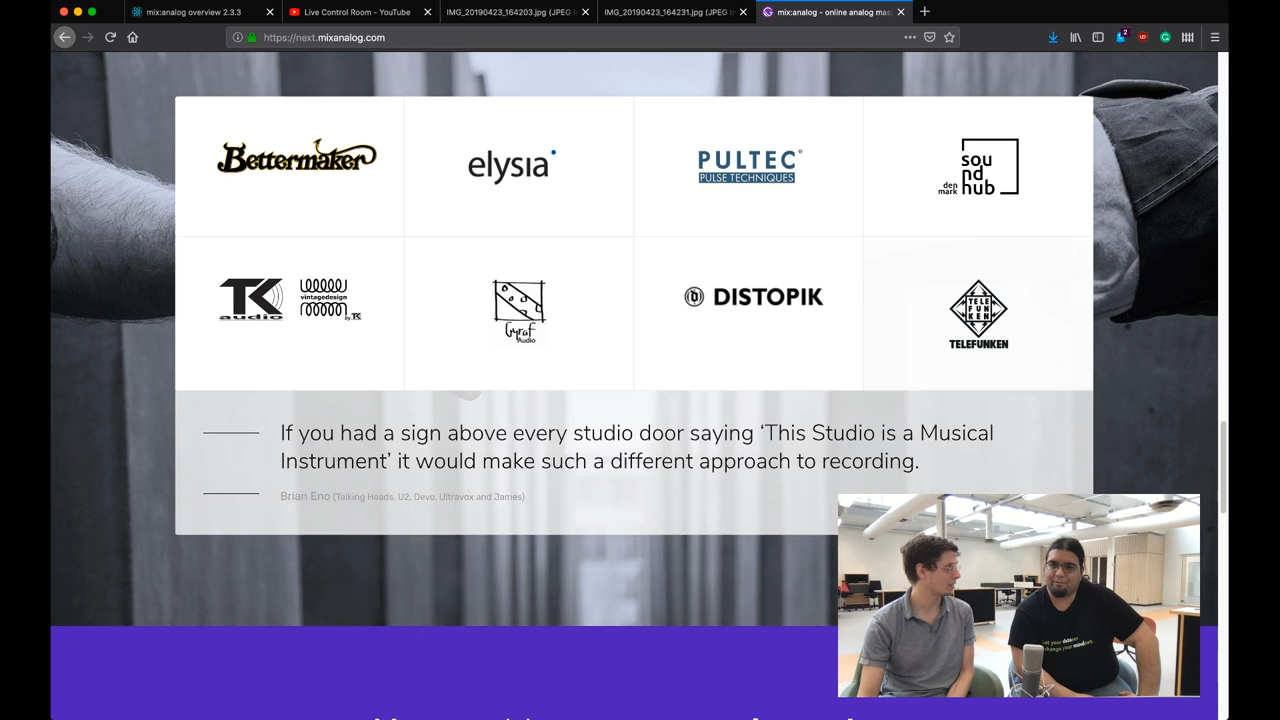 mix:analog overview 2.3.3
Live Control Room - YouTube
IMG_20190423_164203.jpg (JPEG I
IMG_20190423_164231.jpg (JPEG I
mix:analog - online analog mas
https://next.mixanalog.com
2
Bettermaker
elysia
PULTEC®
PULSE TECHNIQUES
sou
nd
hub
den
mark
TK
audio
vintagedesign
by TK
Gyraf
Audio
DISTOPIK
TELE
FUN
KEN
TELEFUNKEN
If you had a sign above every studio door saying ‘This Studio is a Musical
Instrument’ it would make such a different approach to recording.
Brian Eno (Talking Heads, U2, Devo, Ultravox and James)